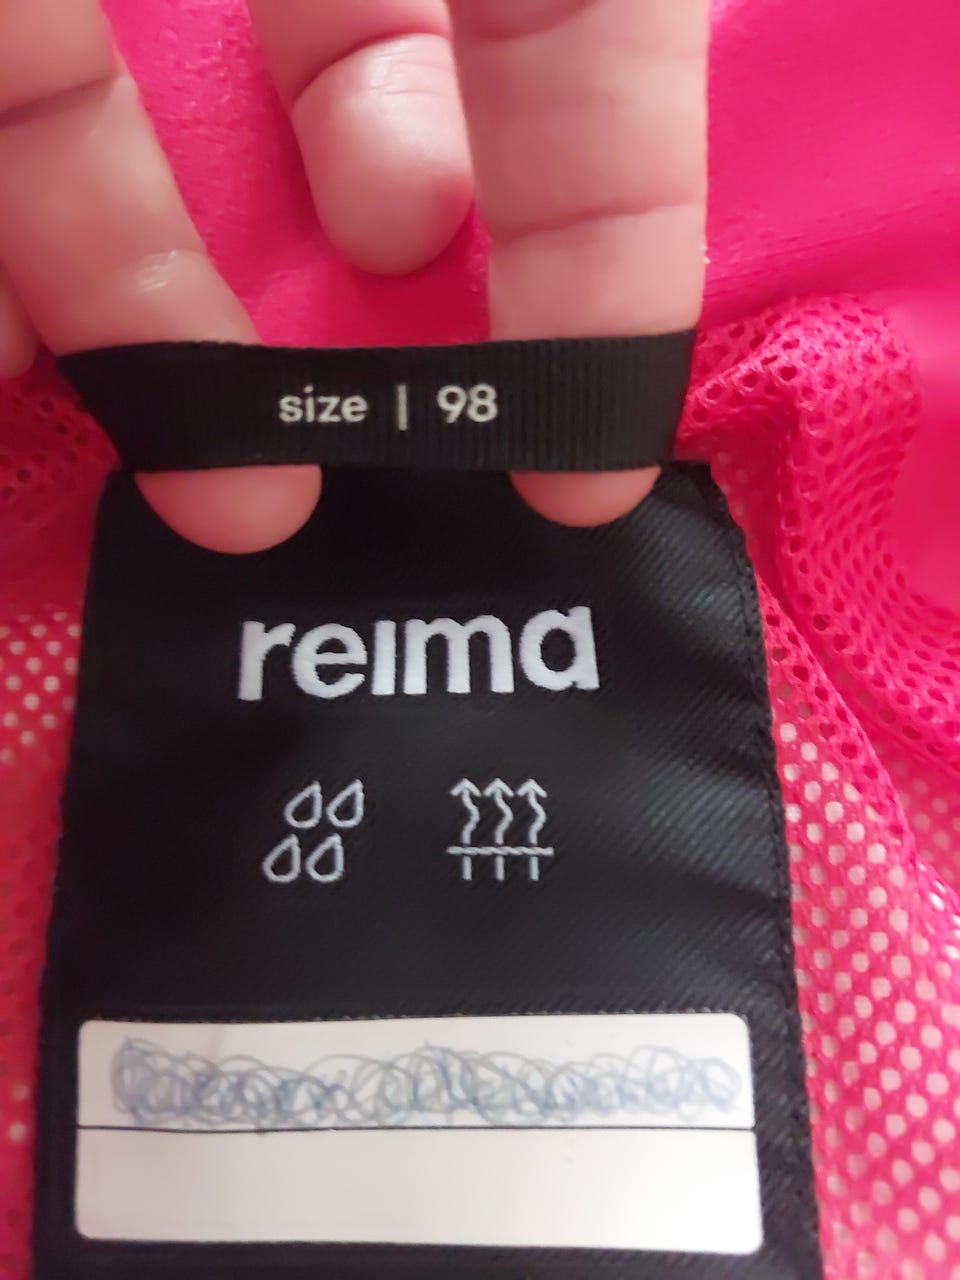 size | 98
reima